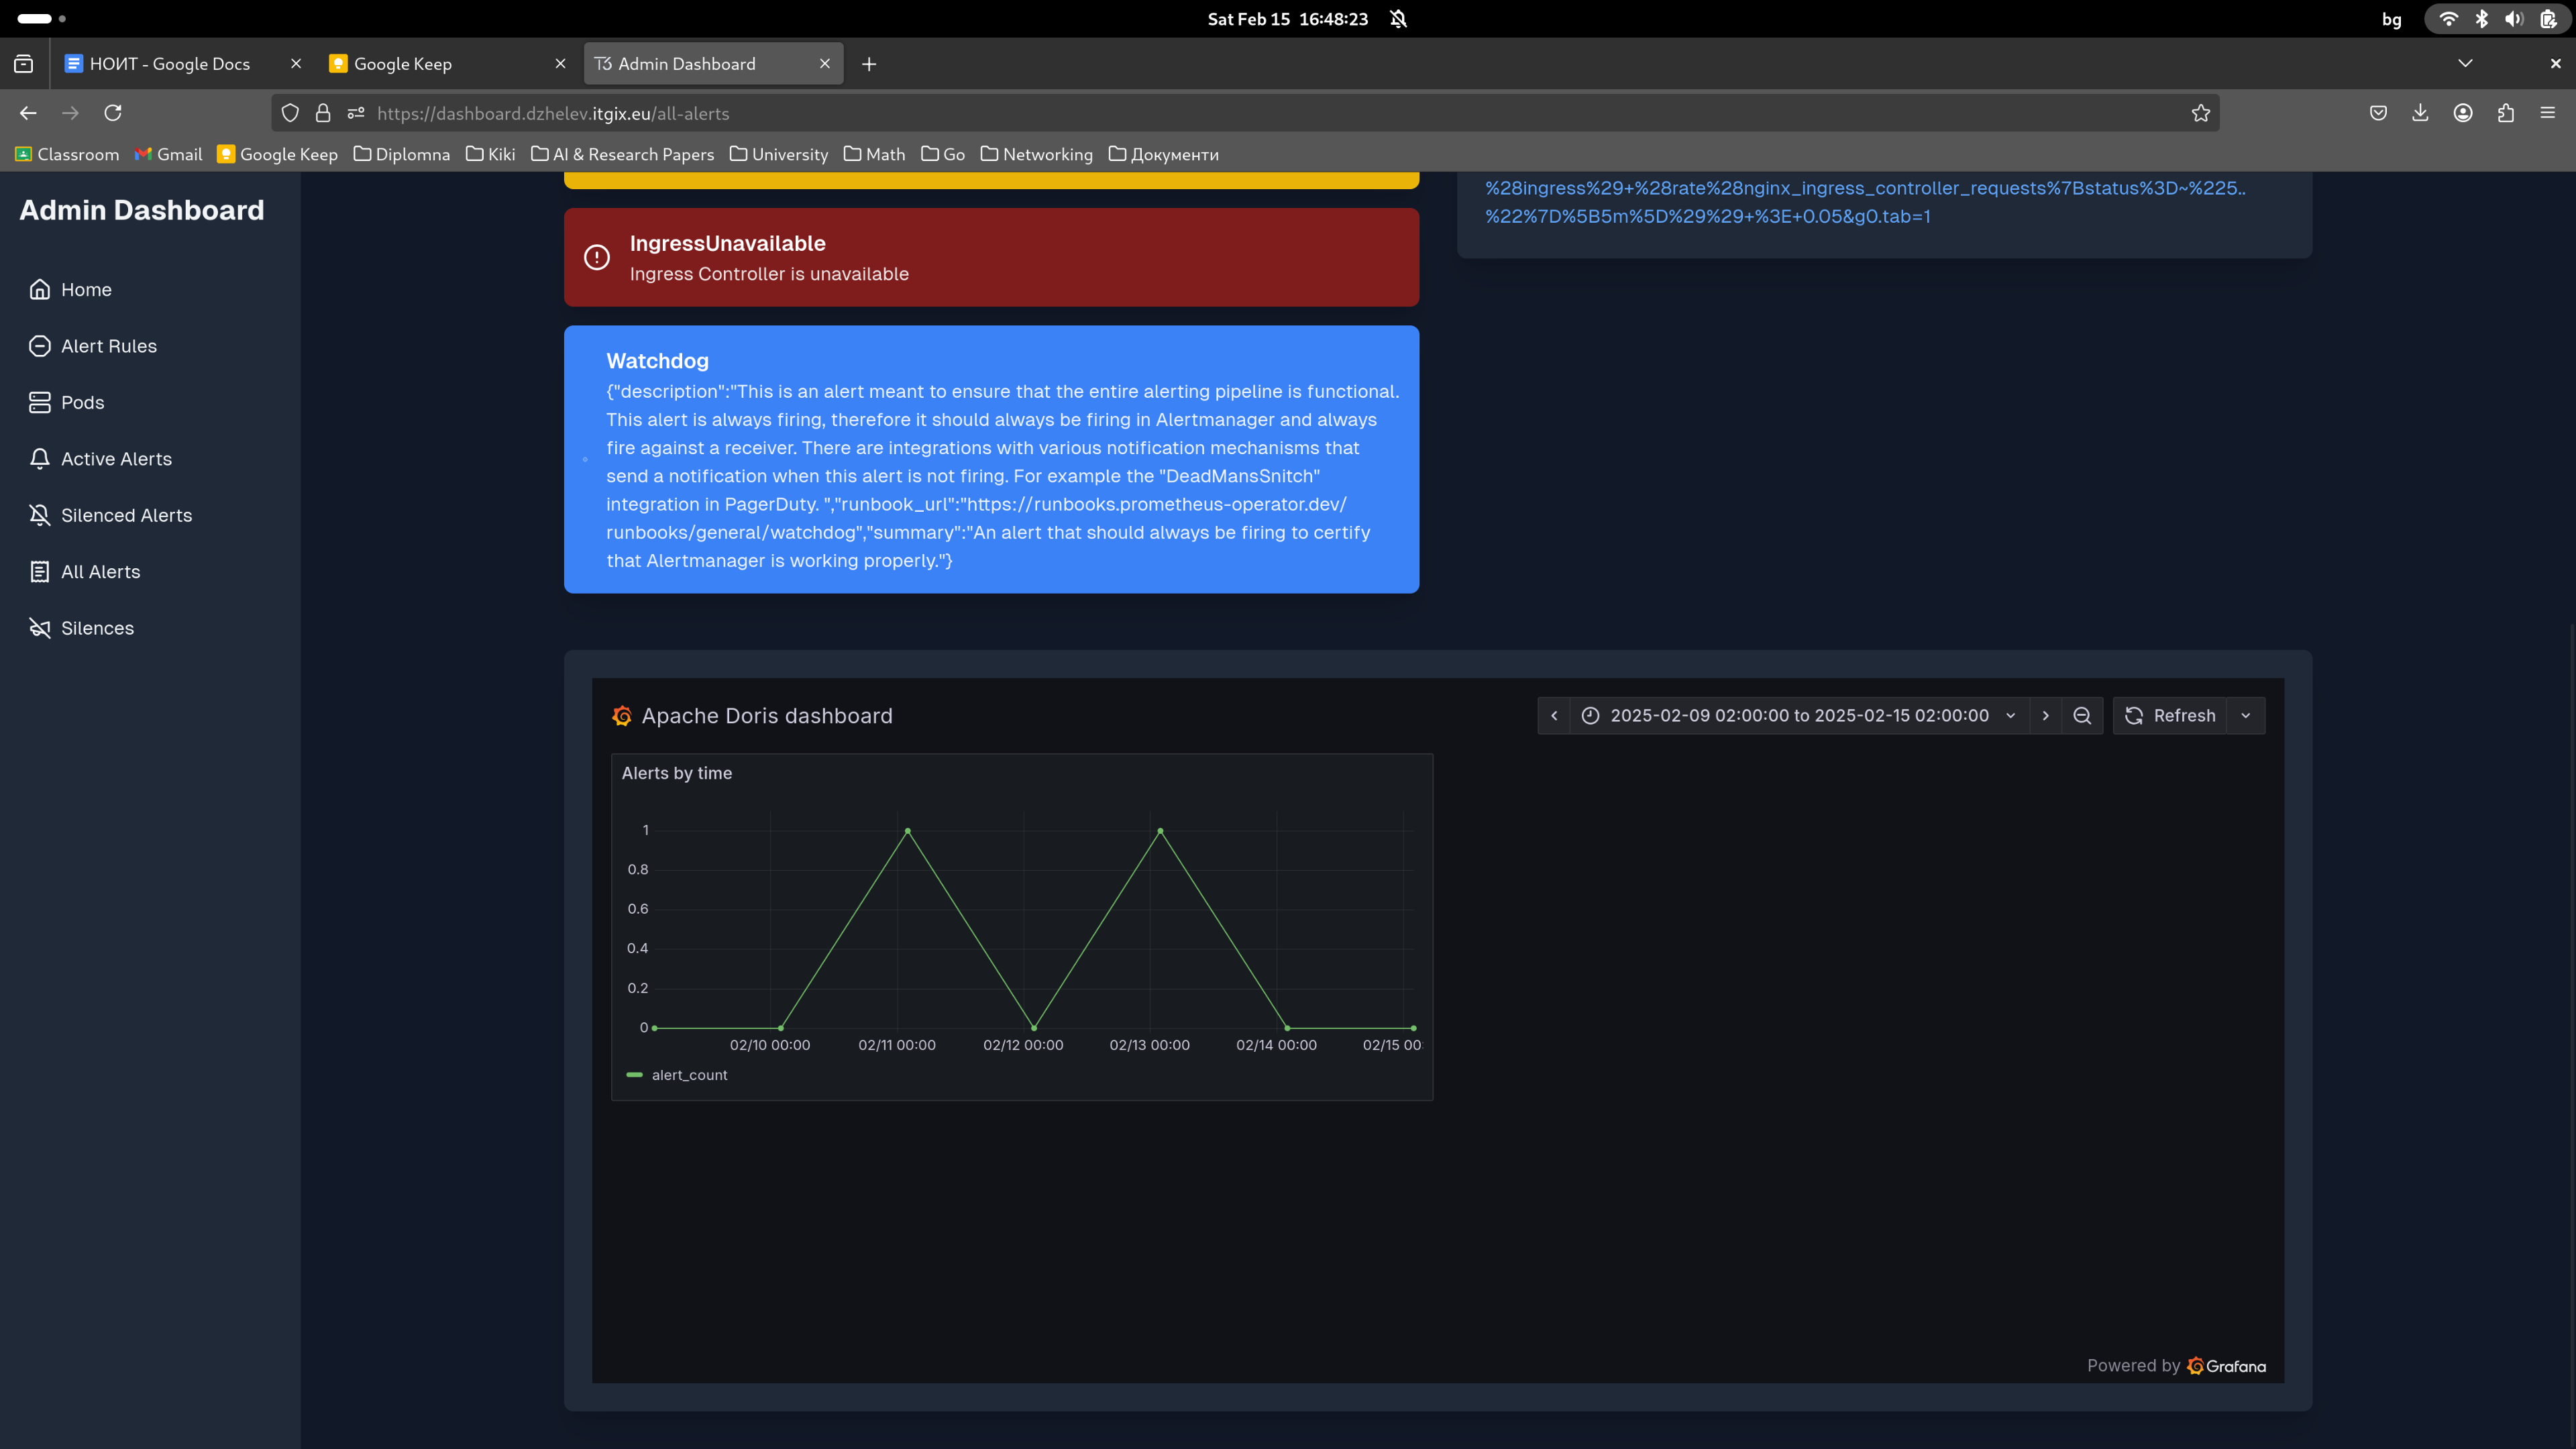 Sat Feb 15 16:48:23
bg
НОИТ - Google Docs
Google Keep
Admin Dashboard
https://dashboard.dzhelev.itgix.eu/all-alerts
Classroom
Gmail
Google Keep
Diplomna
Kiki
AI & Research Papers
University
Math
Go
Networking
Документи
Admin Dashboard
Home
Alert Rules
Pods
Active Alerts
Silenced Alerts
All Alerts
Silences
%28ingress%29+%28rate%28nginx_ingress_controller_requests%7Bstatus%3D~%225..
%22%7D%5B5m%5D%29%29+%3E+0.05&g0.tab=1
IngressUnavailable
Ingress Controller is unavailable
Watchdog
{"description":"This is an alert meant to ensure that the entire alerting pipeline is functional.
This alert is always firing, therefore it should always be firing in Alertmanager and always
fire against a receiver. There are integrations with various notification mechanisms that
send a notification when this alert is not firing. For example the "DeadMansSnitch"
integration in PagerDuty. ","runbook_url":"https://runbooks.prometheus-operator.dev/
runbooks/general/watchdog","summary":"An alert that should always be firing to certify
that Alertmanager is working properly."}
Apache Doris dashboard
2025-02-09 02:00:00 to 2025-02-15 02:00:00
Refresh
Alerts by time
1
0.8
0.6
0.4
0.2
0
02/10 00:00
02/11 00:00
02/12 00:00
02/13 00:00
02/14 00:00
02/15 00:
alert_count
Powered by Grafana